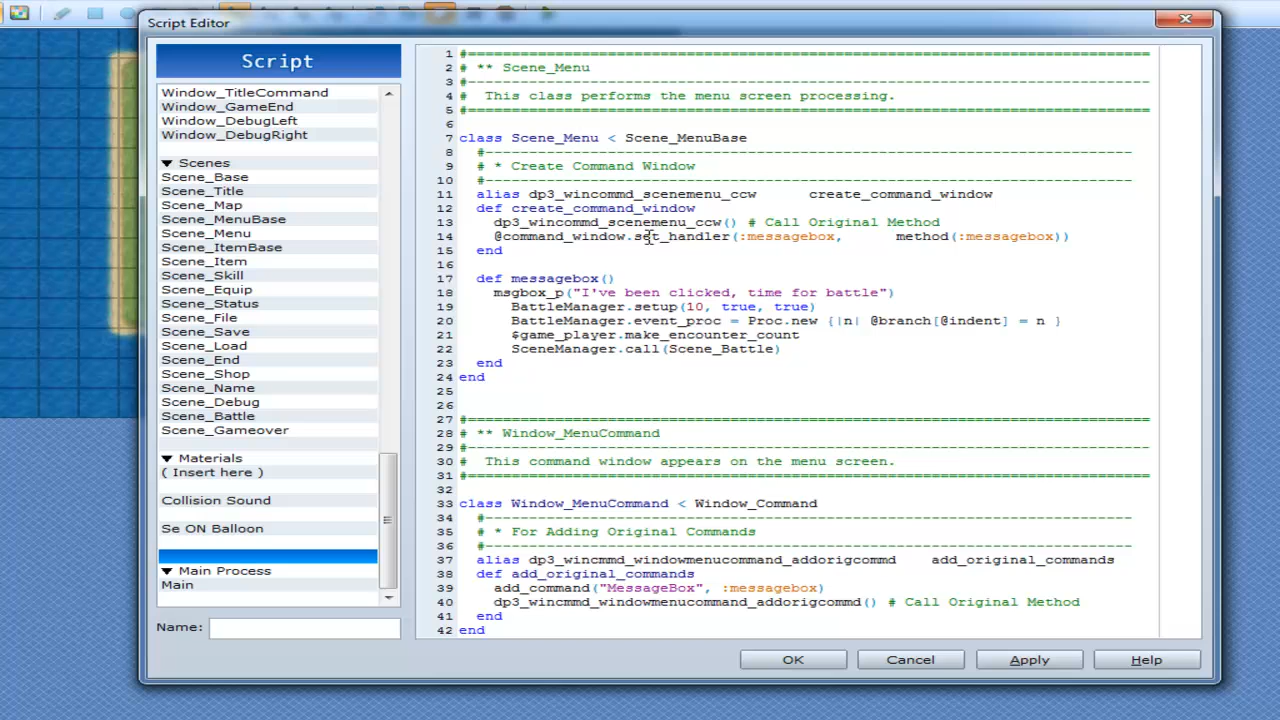 Script Editor
Script
Window_TitleCommand
Window_GameEnd
Window_DebugLeft
Window_DebugRight
▼ Scenes
Scene_Base
Scene_Title
Scene_Map
Scene_MenuBase
Scene_Menu
Scene_ItemBase
Scene_Item
Scene_Skill
Scene_Equip
Scene_Status
Scene_File
Scene_Save
Scene_Load
Scene_End
Scene_Shop
Scene_Name
Scene_Debug
Scene_Battle
Scene_Gameover
▼ Materials
( Insert here )
Collision Sound
Se ON Balloon
▼ Main Process
Main
Name:
1 #==============================================================================
2 # ** Scene_Menu
3 #------------------------------------------------------------------------------
4 #  This class performs the menu screen processing.
5 #==============================================================================
6
7 class Scene_Menu < Scene_MenuBase
8   #--------------------------------------------------------------------------
9   # * Create Command Window
10   #--------------------------------------------------------------------------
11   alias dp3_wincommd_scenemenu_ccw      create_command_window
12   def create_command_window
13     dp3_wincommd_scenemenu_ccw() # Call Original Method
14     @command_window.set_handler(:messagebox,      method(:messagebox))
15   end
16
17   def messagebox()
18     msgbox_p("I've been clicked, time for battle")
19       BattleManager.setup(10, true, true)
20       BattleManager.event_proc = Proc.new {|n| @branch[@indent] = n }
21       $game_player.make_encounter_count
22       SceneManager.call(Scene_Battle)
23   end
24 end
25
26
27 #==============================================================================
28 # ** Window_MenuCommand
29 #------------------------------------------------------------------------------
30 #  This command window appears on the menu screen.
31 #==============================================================================
32
33 class Window_MenuCommand < Window_Command
34   #--------------------------------------------------------------------------
35   # * For Adding Original Commands
36   #--------------------------------------------------------------------------
37   alias dp3_wincmmd_windowmenucommand_addorigcommd    add_original_commands
38   def add_original_commands
39     add_command("MessageBox", :messagebox)
40     dp3_wincmmd_windowmenucommand_addorigcommd() # Call Original Method
41   end
42 end
OK Cancel Apply Help